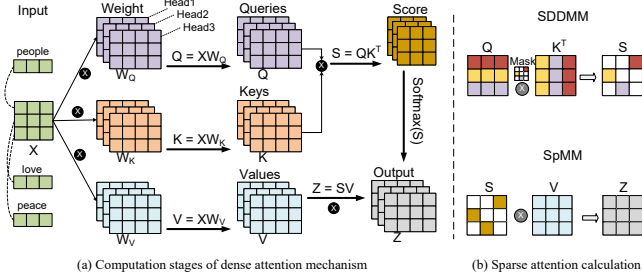 Input
Weight
Head1
Head2
Head3
Queries
Score
people
W_Q
Q = XW_Q
Q
S = QK^T
X
X
Keys
Softmax(S)
X
X
W_K
K = XW_K
K
X
love
peace
Values
Output
W_V
V = XW_V
V
Z = SV
X
Z
(a) Computation stages of dense attention mechanism
SDDMM
Q
Mask
X
K^T
S
SpMM
S
X
V
Z
(b) Sparse attention calculation